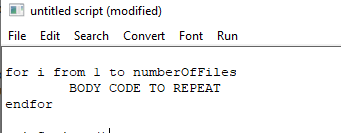 untitled script (modified)
File Edit Search Convert Font Run
for i from 1 to numberOfFiles
BODY CODE TO REPEAT
endfor